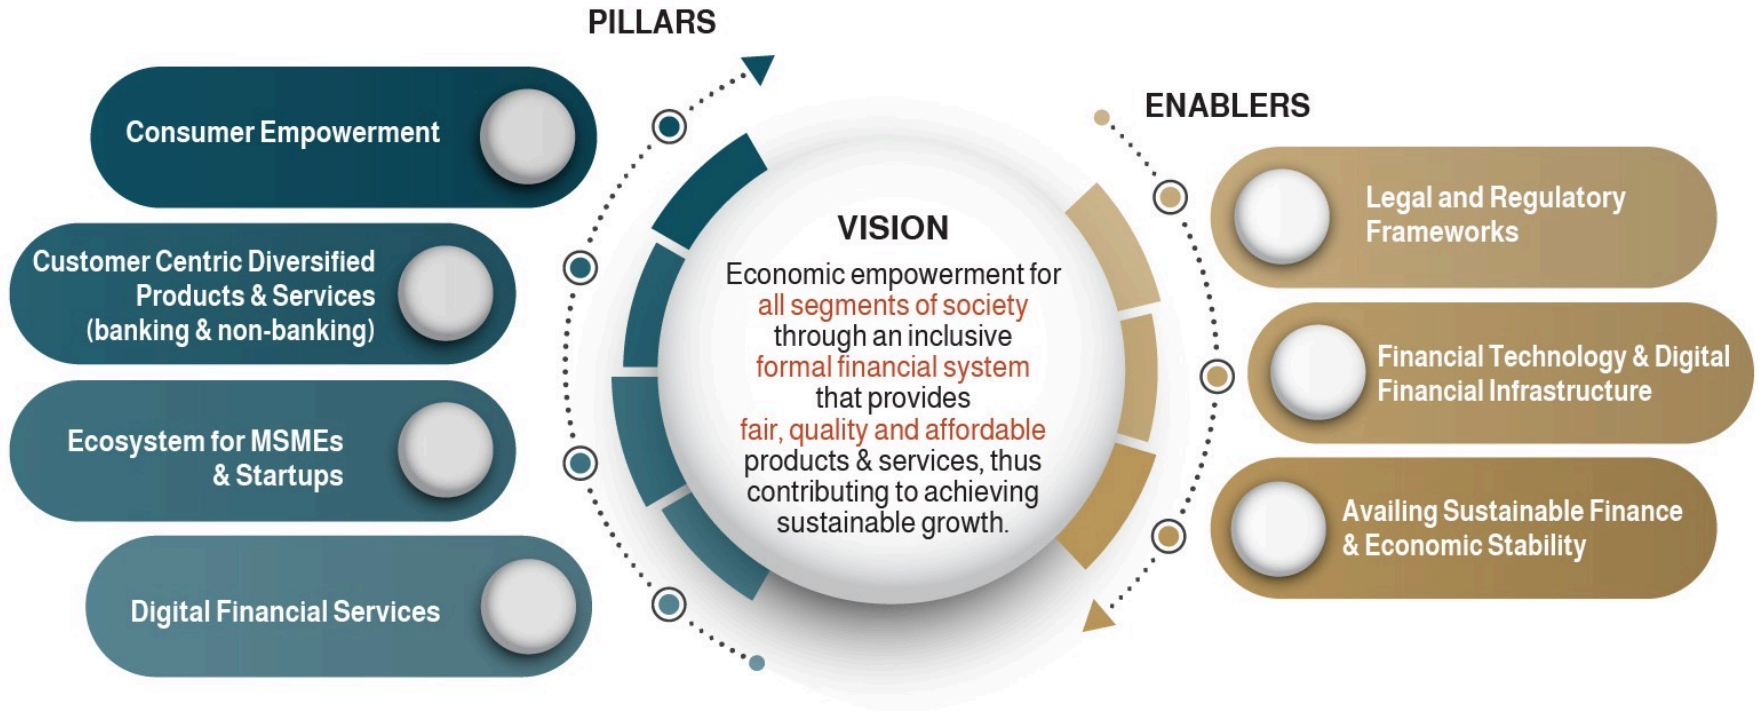 PILLARS
Consumer Empowerment
Customer Centric Diversified
Products & Services
(banking & non-banking)
Ecosystem for MSMEs
& Startups
Digital Financial Services
VISION
Economic empowerment for
all segments of society
through an inclusive
formal financial system
that provides
fair, quality and affordable
products & services, thus
contributing to achieving
sustainable growth.
ENABLERS
Legal and Regulatory
Frameworks
Financial Technology & Digital
Financial Infrastructure
Availing Sustainable Finance
& Economic Stability